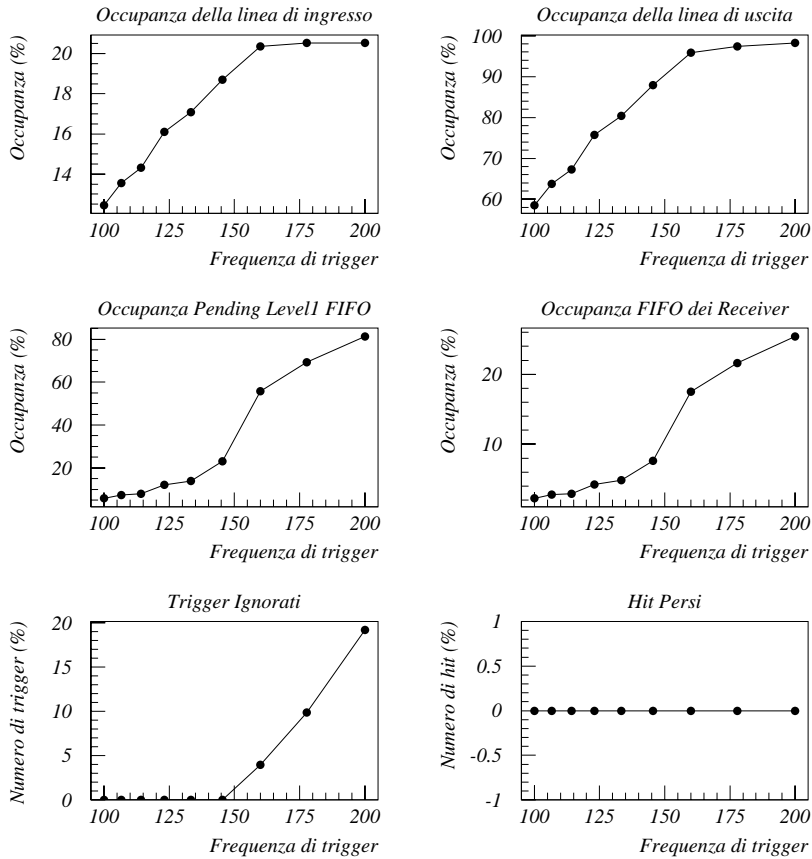 Occupanza della linea di ingresso
Occupanza (%)
20
18
16
14
100 125 150 175 200
Frequenza di trigger
Occupanza della linea di uscita
Occupanza (%)
100
90
80
70
60
100 125 150 175 200
Frequenza di trigger
Occupanza Pending Level1 FIFO
Occupanza (%)
80
60
40
20
100 125 150 175 200
Frequenza di trigger
Occupanza FIFO dei Receiver
Occupanza (%)
20
10
100 125 150 175 200
Frequenza di trigger
Trigger Ignorati
Numero di trigger (%)
20
15
10
5
0
100 125 150 175 200
Frequenza di trigger
Hit Persi
Numero di hit (%)
1
0.5
0
-0.5
-1
100 125 150 175 200
Frequenza di trigger